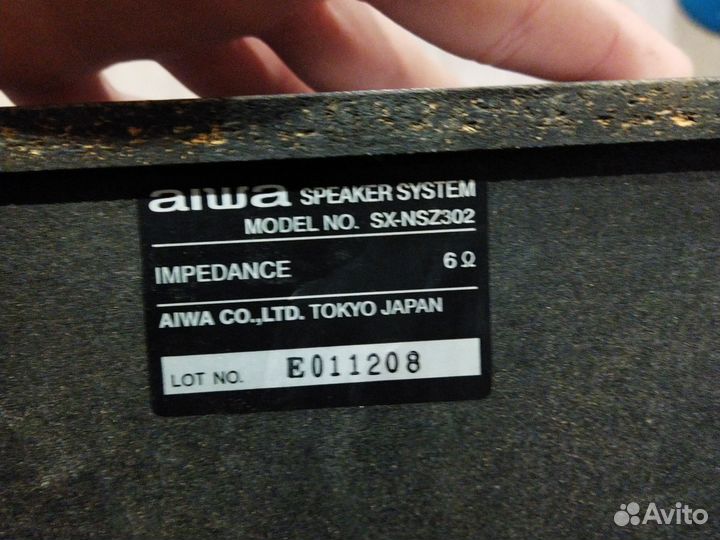 aiwa SPEAKER SYSTEM
MODEL NO. SX-NSZ302
IMPEDANCE 6Ω
AIWA CO.,LTD. TOKYO JAPAN
LOT NO. E011208
Avito